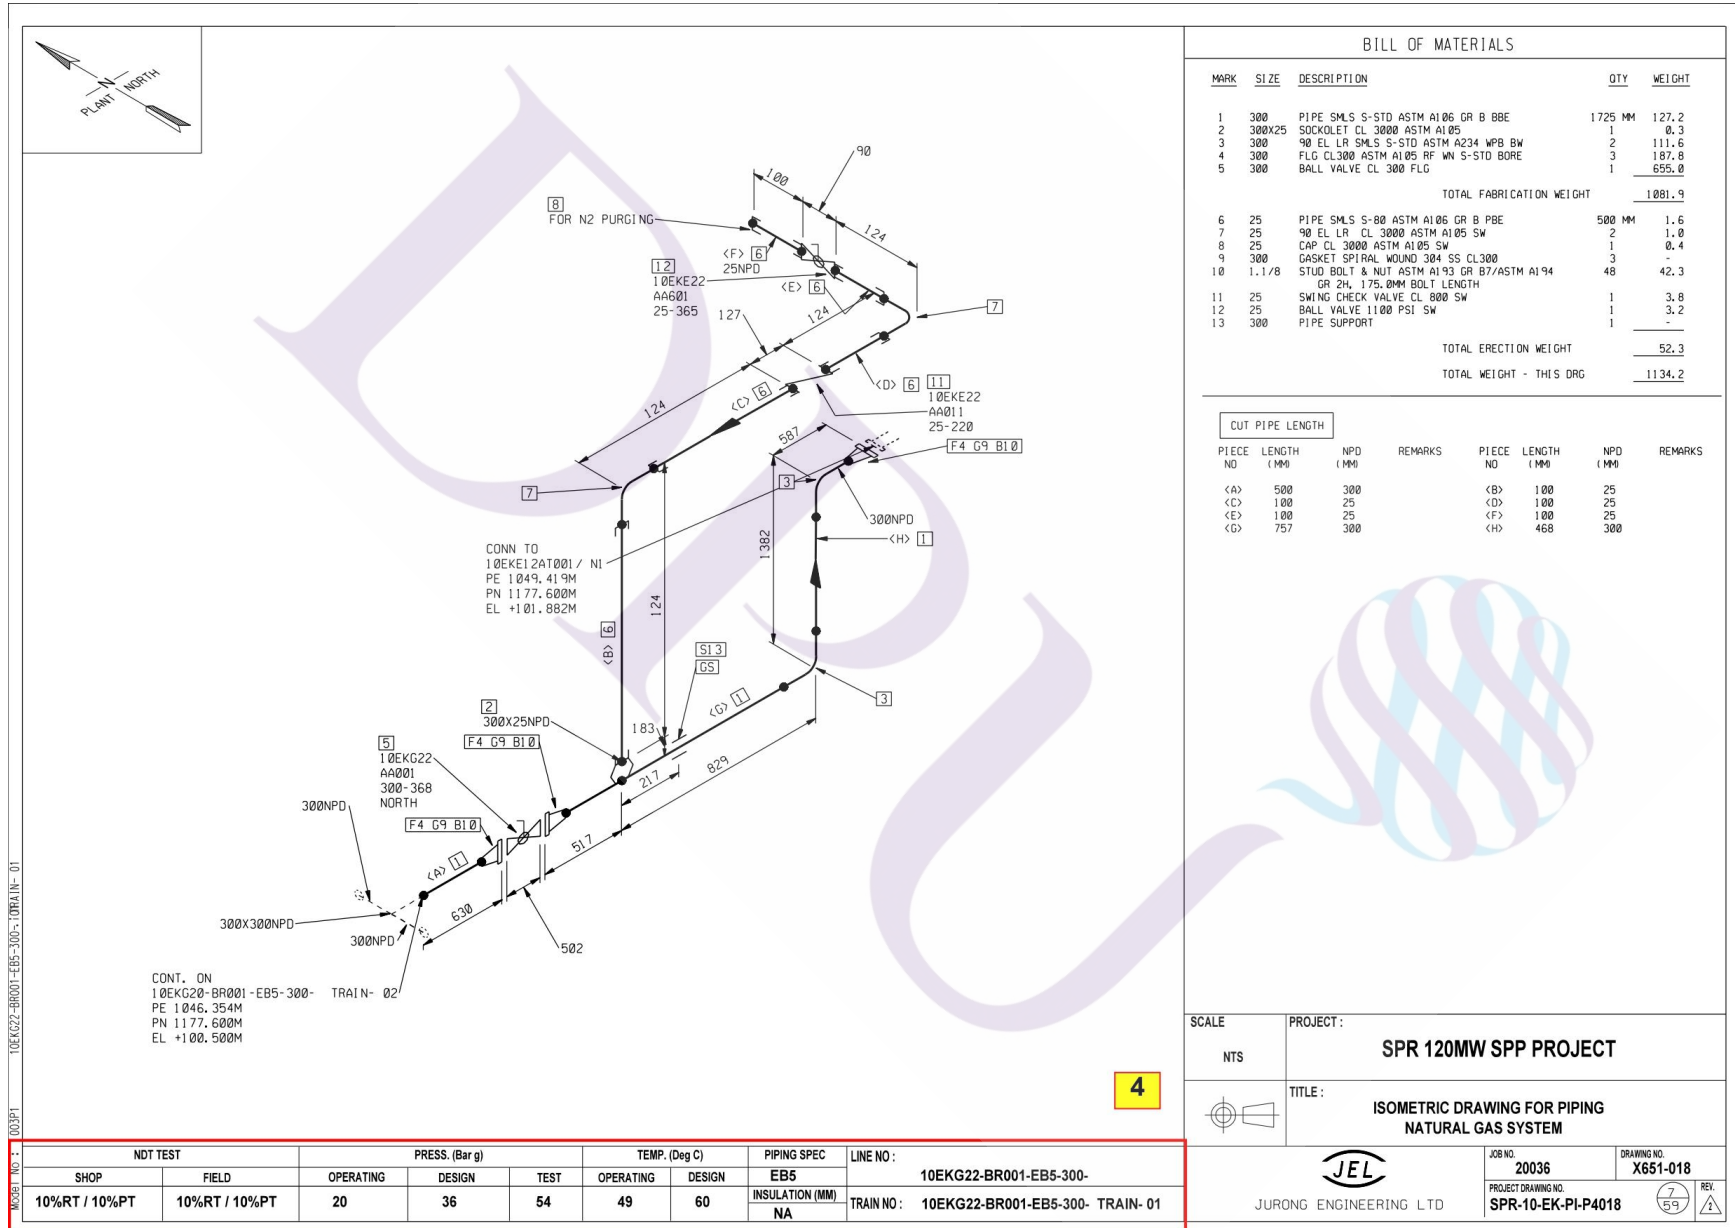 N
PLANT NORTH
90
100
124
8
FOR N2 PURGING
<F> 6
25NPD
12
10EKE22
AA601
25-365
<E> 6
7
127
124
<D> 6
11
10EKE22
AA011
25-220
124
<C> 6
587
F4 G9 B10
7
3
300NPD
<H> 1
1382
CONN TO
10EKE12AT001/ N1
PE 1049.419M
PN 1177.600M
EL +101.882M
124
<B> 6
S13
GS
3
<G> 1
2
300X25NPD
183
F4 G9 B10
5
10EKG22
AA001
300-368
NORTH
217
829
300NPD
F4 G9 B10
517
<A> 1
630
502
300X300NPD
300NPD
CONT. ON
10EKG20-BR001-EB5-300- TRAIN- 02
PE 1046.354M
PN 1177.600M
EL +100.500M
4
BILL OF MATERIALS
MARK SIZE DESCRIPTION QTY WEIGHT
1 300 PIPE SMLS S-STD ASTM A106 GR B BBE 1725 MM 127.2
2 300X25 SOCKOLET CL 3000 ASTM A105 1 0.3
3 300 90 EL LR SMLS S-STD ASTM A234 WPB BW 2 111.6
4 300 FLG CL300 ASTM A105 RF WN S-STD BORE 3 187.8
5 300 BALL VALVE CL 300 FLG 1 655.0
TOTAL FABRICATION WEIGHT 1081.9
6 25 PIPE SMLS S-80 ASTM A106 GR B PBE 500 MM 1.6
7 25 90 EL LR CL 3000 ASTM A105 SW 2 1.0
8 25 CAP CL 3000 ASTM A105 SW 1 0.4
9 300 GASKET SPIRAL WOUND 304 SS CL300 3 -
10 1.1/8 STUD BOLT & NUT ASTM A193 GR B7/ASTM A194 48 42.3
GR 2H, 175.0MM BOLT LENGTH
11 25 SWING CHECK VALVE CL 800 SW 1 3.8
12 25 BALL VALVE 1100 PSI SW 1 3.2
13 300 PIPE SUPPORT 1 -
TOTAL ERECTION WEIGHT 52.3
TOTAL WEIGHT - THIS DRG 1134.2
CUT PIPE LENGTH
PIECE NO LENGTH (MM) NPD (MM) REMARKS PIECE NO LENGTH (MM) NPD (MM) REMARKS
<A> 500 300 <B> 100 25
<C> 100 25 <D> 100 25
<E> 100 25 <F> 100 25
<G> 757 300 <H> 468 300
SCALE
NTS
PROJECT :
SPR 120MW SPP PROJECT
TITLE :
ISOMETRIC DRAWING FOR PIPING
NATURAL GAS SYSTEM
JEL
JURONG ENGINEERING LTD
JOB NO.
20036
DRAWING NO.
X651-018
PROJECT DRAWING NO.
SPR-10-EK-PI-P4018
7
59
REV.
2
NDT TEST PRESS. (Bar g) TEMP. (Deg C) PIPING SPEC LINE NO :
SHOP FIELD OPERATING DESIGN TEST OPERATING DESIGN EB5 10EKG22-BR001-EB5-300-
10%RT / 10%PT 10%RT / 10%PT 20 36 54 49 60 INSULATION (MM) NA TRAIN NO : 10EKG22-BR001-EB5-300- TRAIN- 01
Model No : 003P1
DPU